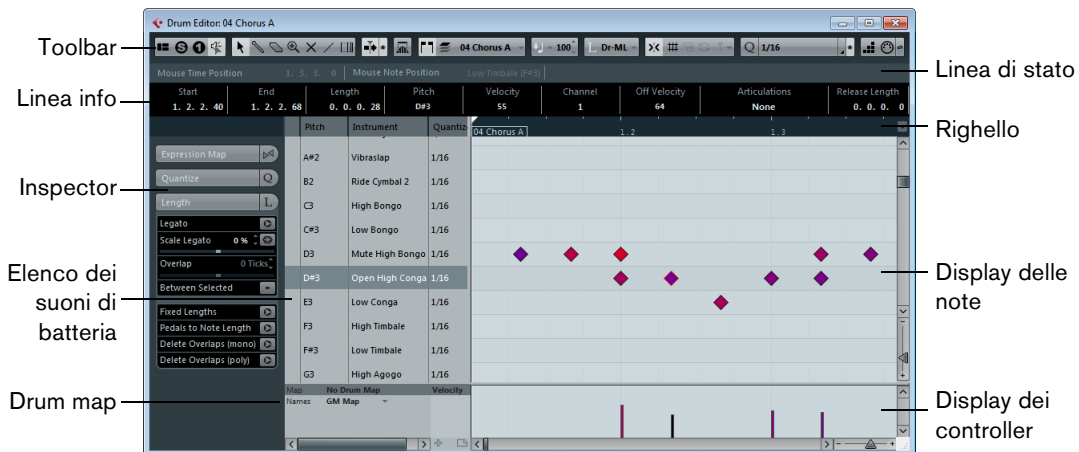 Drum Editor: 04 Chorus A
Toolbar
04 Chorus A
100
Dr-ML
Q 1/16
Linea di stato
Mouse Time Position 1. 3. 3. 0 Mouse Note Position Low Timbale (F#3)
Linea info
Start End Length Pitch Velocity Channel Off Velocity Articulations Release Length
1. 2. 2. 40 1. 2. 2. 68 0. 0. 0. 28 D#3 55 1 64 None 0. 0. 0. 0
Righello
Pitch Instrument Quantiz
04 Chorus A 1.2 1.3
Inspector
Expression Map
Quantize Q
Length L
Legato
Scale Legato 0 %
Overlap 0 Ticks
Between Selected
Fixed Lengths
Pedals to Note Length
Delete Overlaps (mono)
Delete Overlaps (poly)
A#2 Vibraslap 1/16
B2 Ride Cymbal 2 1/16
C3 High Bongo 1/16
C#3 Low Bongo 1/16
D3 Mute High Bongo 1/16
D#3 Open High Conga 1/16
E3 Low Conga 1/16
F3 High Timbale 1/16
F#3 Low Timbale 1/16
G3 High Agogo 1/16
Elenco dei
suoni di
batteria
Display delle
note
Drum map
Map No Drum Map Velocity
Names GM Map
Display dei
controller